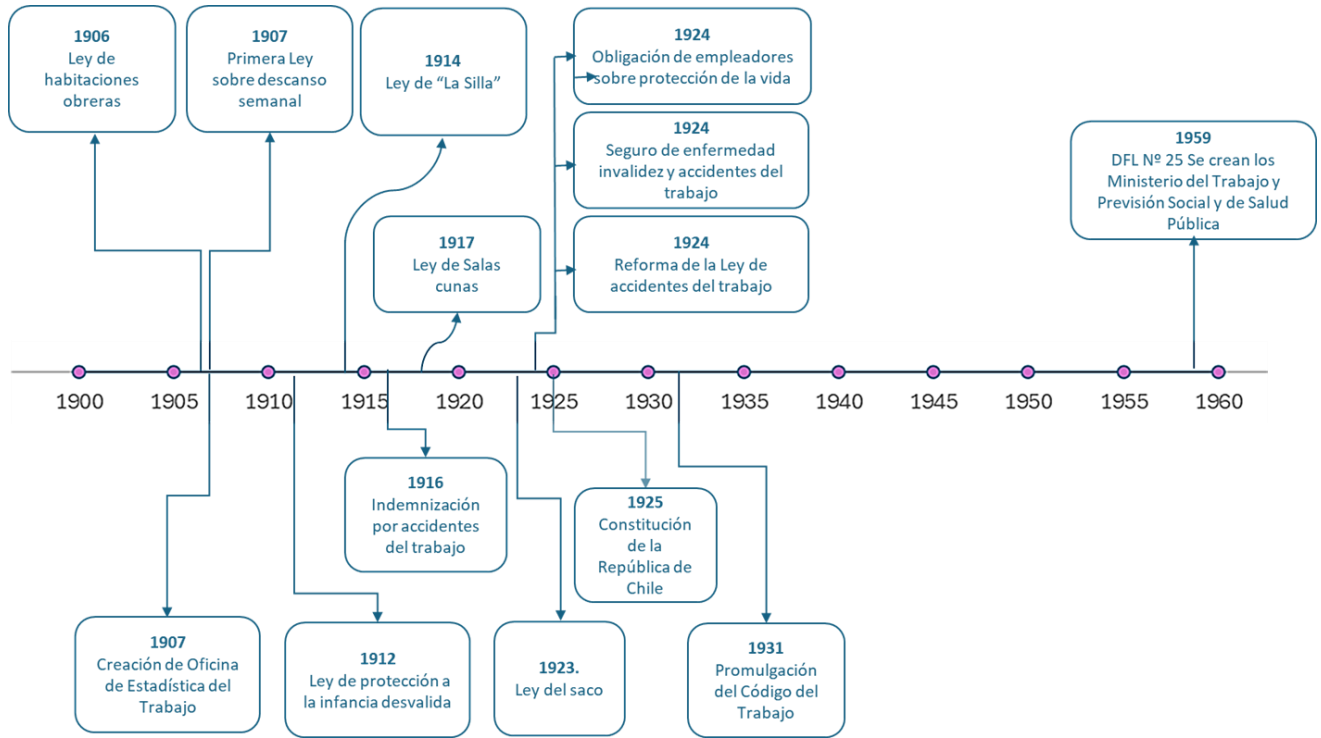 1906
Ley de
habitaciones
obreras
1907
Primera Ley
sobre descanso
semanal
1914
Ley de “La Silla”
1924
Obligación de empleadores
sobre protección de la vida
1924
Seguro de enfermedad
invalidez y accientes del
trabajo
1924
Reforma de la Ley de
accidentes del trabajo
1917
Ley de Salas
cunas
1959
DFL Nº 25 Se crean los
Ministerio del Trabajo y
Previsión Social y de Salud
Pública
1900 1905 1910 1915 1920 1925 1930 1935 1940 1945 1950 1955 1960
1907
Creación de Oficina
de Estadística del
Trabajo
1912
Ley de protección a
la infancia desvalida
1916
Indemnización
por accidentes
del trabajo
1923.
Ley del saco
1925
Constitución
de la
República de
Chile
1931
Promulgación
del Código del
Trabajo